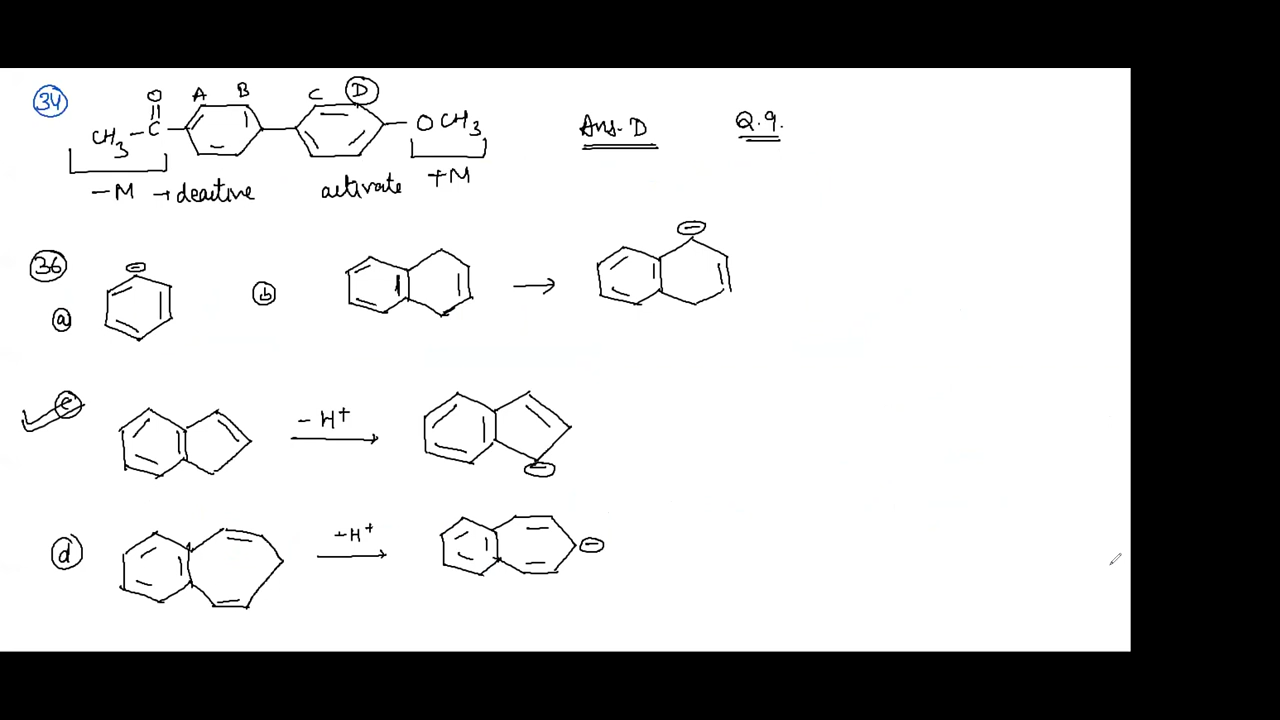 34
O
A B C D
CH3 C OCH3 Ans. D Q.9.
-M → deactive activate +M
36
a b →
⊖
⊖
c -H+ →
⊖
d -H+ →
⊖